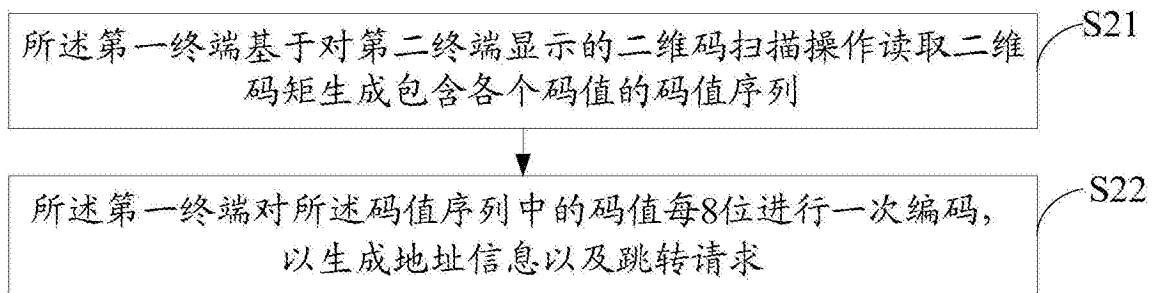 所述第一终端基于对第二终端显示的二维码扫描操作读取二维
码矩生成包含各个码值的码值序列
S21
所述第一终端对所述码值序列中的码值每8位进行一次编码，
以生成地址信息以及跳转请求
S22